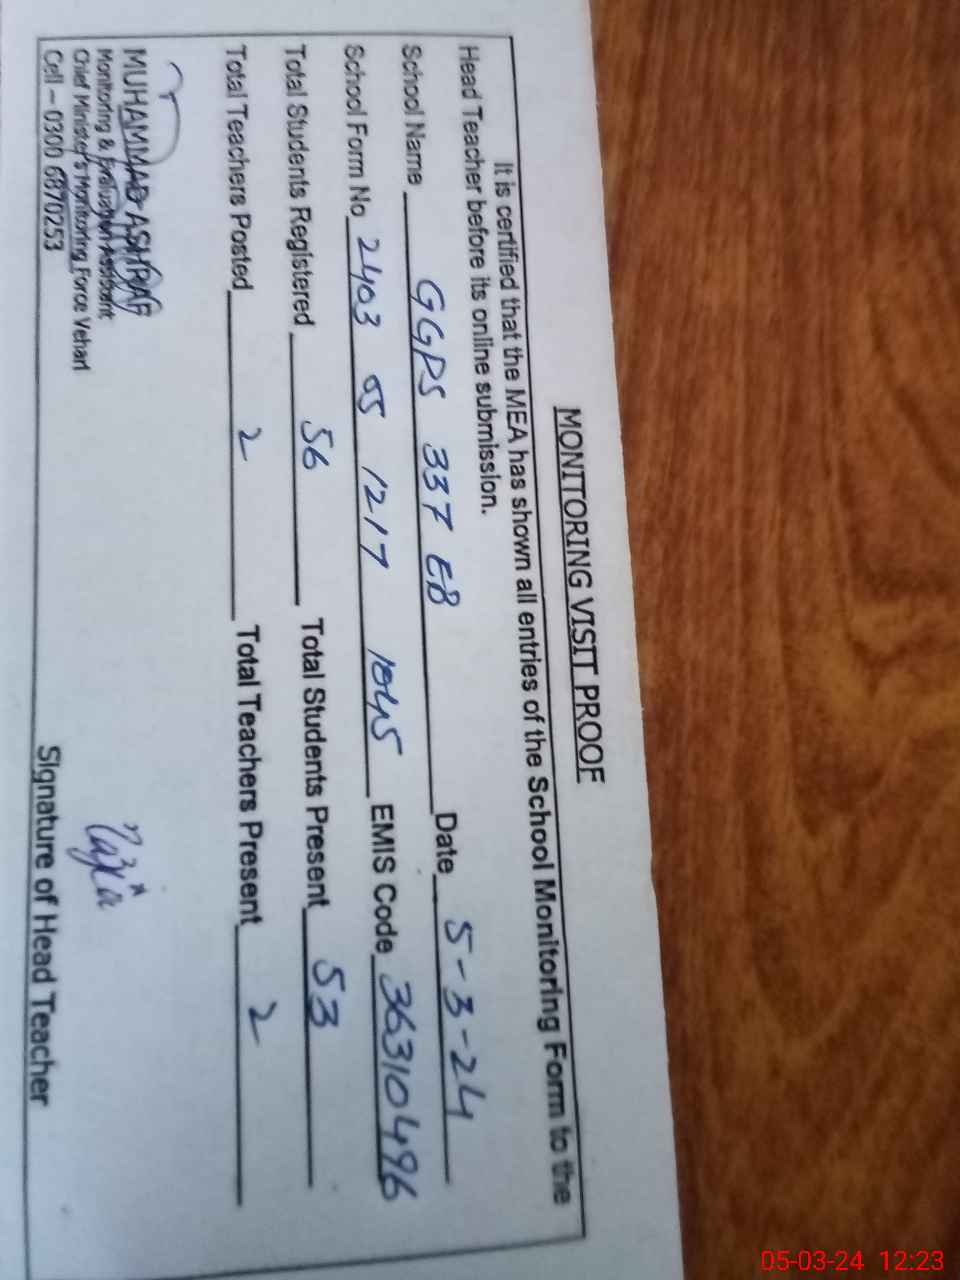 MONITORING VISIT PROOF
It is certified that the MEA has shown all entries of the School Monitoring Form to the
Head Teacher before its online submission.
School Name GGPS 337 EB Date 5-3-24
School Form No 2403 05 1217 1045 EMIS Code 36310496
Total Students Registered 56 Total Students Present 53
Total Teachers Posted 2 Total Teachers Present 2
MUHAMMAD ASHRAF
Monitoring & Evaluation Assistant
Chief Minister's Monitoring Force Vehari
Cell - 0300 6870253
Signature of Head Teacher
05-03-24 12:23